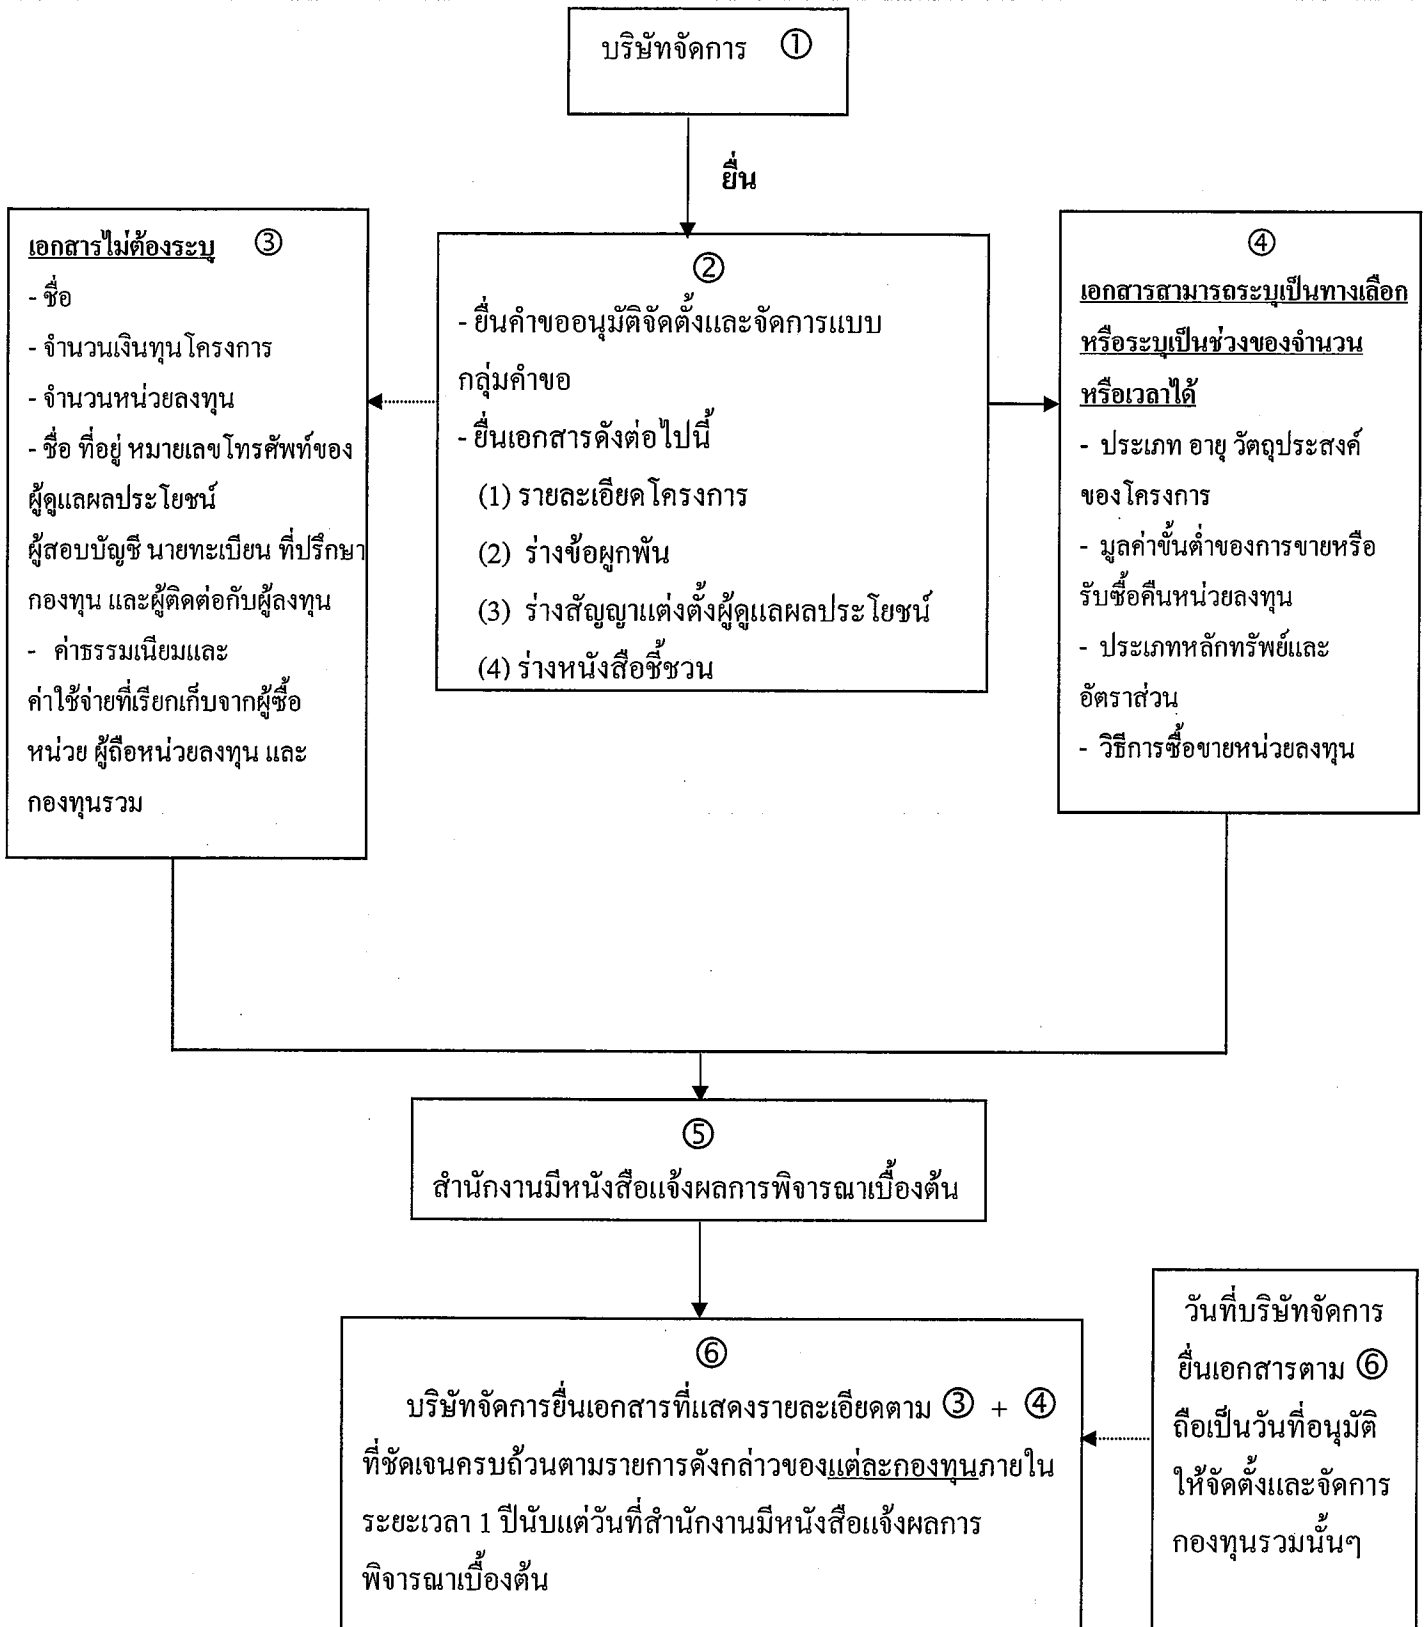 บริษัทจัดการ ①
ยื่น
เอกสารไม่ต้องระบุ ③
- ชื่อ
- จำนวนเงินทุนโครงการ
- จำนวนหน่วยลงทุน
- ชื่อ ที่อยู่ หมายเลขโทรศัพท์ของ
ผู้ดูแลผลประโยชน์
ผู้สอบบัญชี นายทะเบียน ที่ปรึกษา
กองทุน และผู้ติดต่อกับผู้ลงทุน
- ค่าธรรมเนียมและ
ค่าใช้จ่ายที่เรียกเก็บจากผู้ซื้อ
หน่วย ผู้ถือหน่วยลงทุน และ
กองทุนรวม
②
- ยื่นคำขออนุมัติจัดตั้งและจัดการแบบ
กลุ่มคำขอ
- ยื่นเอกสารดังต่อไปนี้
(1) รายละเอียดโครงการ
(2) ร่างข้อผูกพัน
(3) ร่างสัญญาแต่งตั้งผู้ดูแลผลประโยชน์
(4) ร่างหนังสือชี้ชวน
④
เอกสารสามารถระบุเป็นทางเลือก
หรือระบุเป็นช่วงของจำนวน
หรือเวลาได้
- ประเภท อายุ วัตถุประสงค์
ของโครงการ
- มูลค่าขั้นต่ำของการขายหรือ
รับซื้อคืนหน่วยลงทุน
- ประเภทหลักทรัพย์และ
อัตราส่วน
- วิธีการซื้อขายหน่วยลงทุน
⑤
สำนักงานมีหนังสือแจ้งผลการพิจารณาเบื้องต้น
⑥
บริษัทจัดการยื่นเอกสารที่แสดงรายละเอียดตาม ③ + ④
ที่ชัดเจนครบถ้วนตามรายการดังกล่าวของแต่ละกองทุนภายใน
ระยะเวลา 1 ปีนับแต่วันที่สำนักงานมีหนังสือแจ้งผลการ
พิจารณาเบื้องต้น
วันที่บริษัทจัดการ
ยื่นเอกสารตาม ⑥
ถือเป็นวันที่อนุมัติ
ให้จัดตั้งและจัดการ
กองทุนรวมนั้นๆ